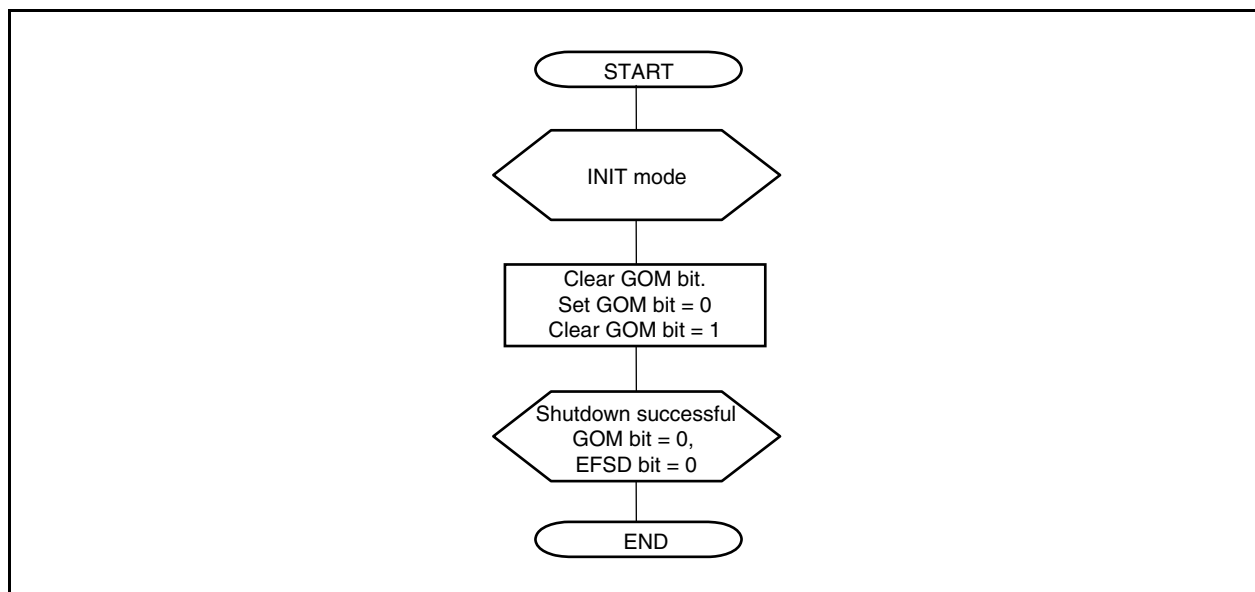 START
INIT mode
Clear GOM bit.
Set GOM bit = 0
Clear GOM bit = 1
Shutdown successful
GOM bit = 0,
EFSD bit = 0
END